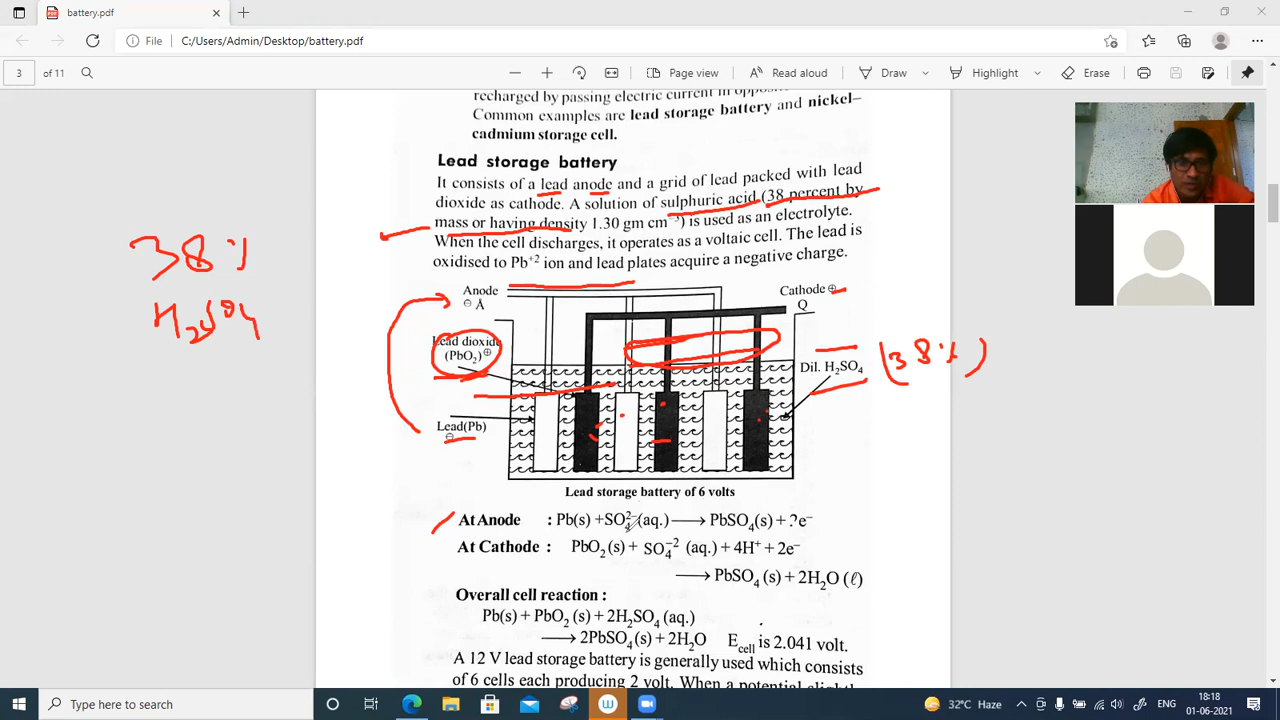 battery.pdf
File
C:/Users/Admin/Desktop/battery.pdf
3
of 11
Page view
Read aloud
Draw
Highlight
Erase
recharged by passing electric current in
Common examples are lead storage battery and nickel–
cadmium storage cell.
Lead storage battery
It consists of a lead anode and a grid of lead packed with lead
dioxide as cathode. A solution of sulphuric acid (38 percent by
mass or having density 1.30 gm cm⁻³) is used as an electrolyte.
When the cell discharges, it operates as a voltaic cell. The lead is
oxidised to Pb⁺² ion and lead plates acquire a negative charge.
38 %
H₂SO₄
Anode
⊖ A
Cathode ⊕
Q
Lead dioxide
(PbO₂)⊕
Dil. H₂SO₄
(38 %)
Lead(Pb)
⊖
Lead storage battery of 6 volts
At Anode : Pb(s) +SO₄²⁻(aq.) ⟶ PbSO₄(s) + 2e⁻
At Cathode : PbO₂(s) + SO₄⁻² (aq.) + 4H⁺ + 2e⁻
⟶ PbSO₄ (s) + 2H₂O (ℓ)
Overall cell reaction :
Pb(s) + PbO₂ (s) + 2H₂SO₄ (aq.)
⟶ 2PbSO₄(s) + 2H₂O E꜀ₑₗₗ is 2.041 volt.
A 12 V lead storage battery is generally used which consists
of 6 cells each producing 2 volt. When a potential slightly
Type here to search
W
32°C Haze
ENG
18:18
01-06-2021